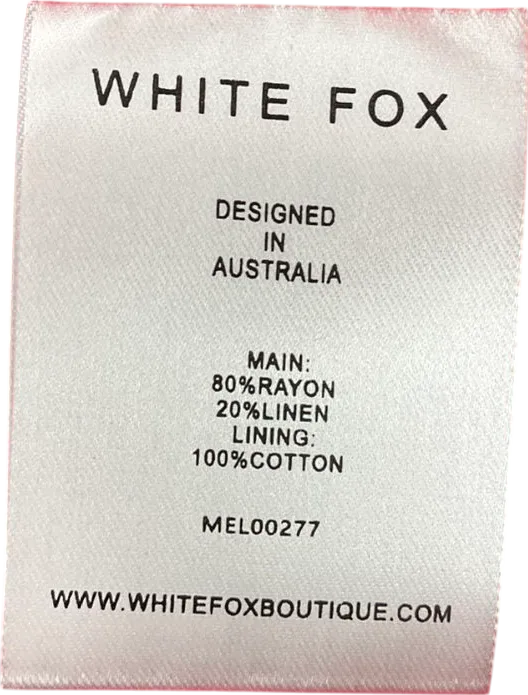 WHITE FOX
DESIGNED
IN
AUSTRALIA
MAIN:
80%RAYON
20%LINEN
LINING:
100%COTTON
MEL00277
WWW.WHITEFOXBOUTIQUE.COM